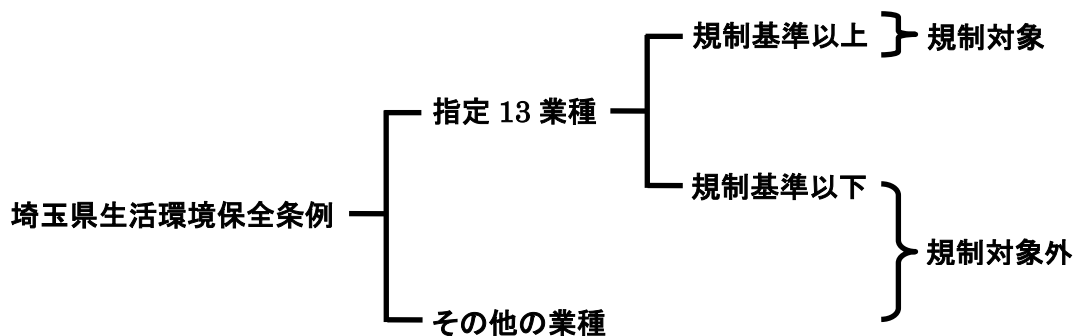 規制基準以上
規制対象
指定 13 業種
規制基準以下
埼玉県生活環境保全条例
規制対象外
その他の業種